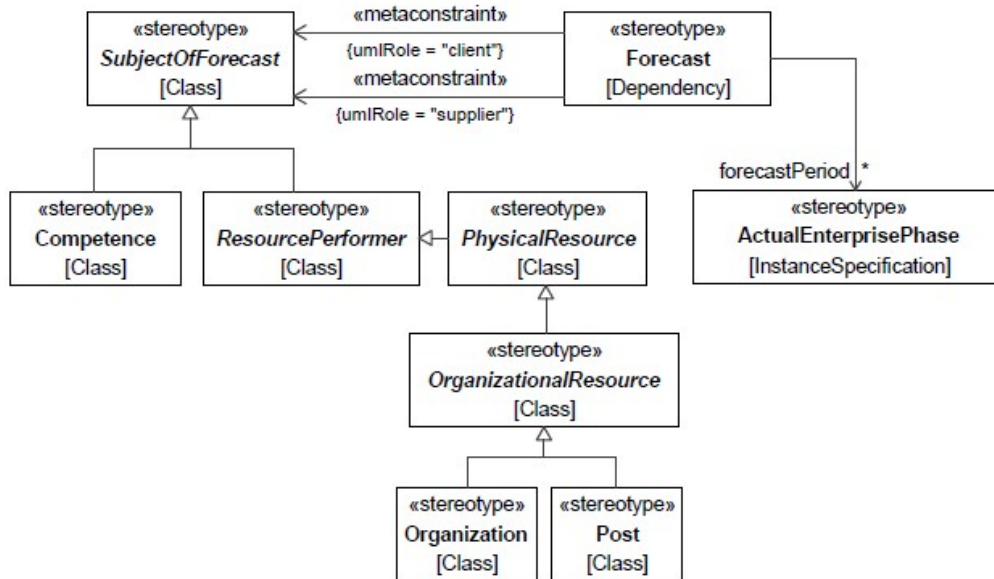 «stereotype»
SubjectOfForecast
[Class]
«metaconstraint»
{umlRole = "client"}
«metaconstraint»
{umlRole = "supplier"}
«stereotype»
Forecast
[Dependency]
forecastPeriod *
«stereotype»
Competence
[Class]
«stereotype»
ResourcePerformer
[Class]
«stereotype»
PhysicalResource
[Class]
«stereotype»
ActualEnterprisePhase
[InstanceSpecification]
«stereotype»
OrganizationalResource
[Class]
«stereotype»
Organization
[Class]
«stereotype»
Post
[Class]